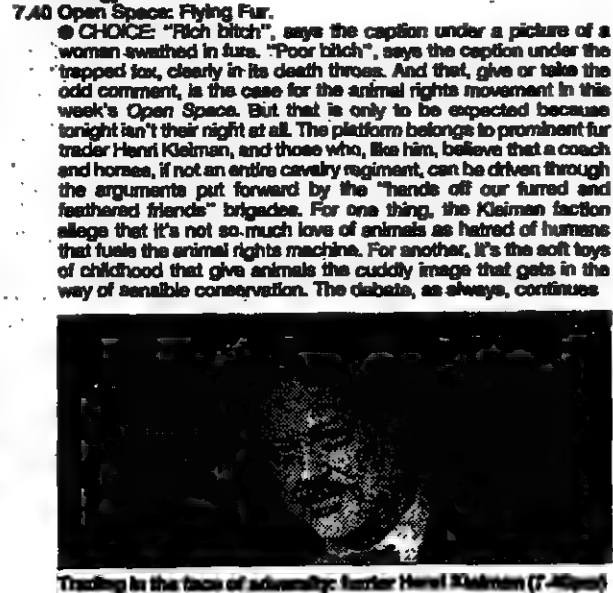 7.40 Open Space: Flying Fur.
● CHOICE: "Rich bitch", says the caption under a picture of a
woman swathed in furs. "Poor bitch", says the caption under the
trapped fox, clearly in its death throes. And that, give or take the
odd comment, is the case for the animal rights movement in this
week's Open Space. But that is only to be expected because
tonight isn't their night at all. The platform belongs to prominent fur
trader Henri Kleiman, and those who, like him, believe that a coach
and horses, if not an entire cavalry regiment, can be driven through
the arguments put forward by the "hands off our furred and
feathered friends" brigades. For one thing, the Kleiman faction
allege that it's not so much love of animals as hatred of humans
that fuels the animal rights machine. For another, it's the soft toys
of childhood that give animals the cuddly image that gets in the
way of sensible conservation. The debate, as always, continues
Trading in the face of adversity: furrier Henri Kleiman (7.40pm)